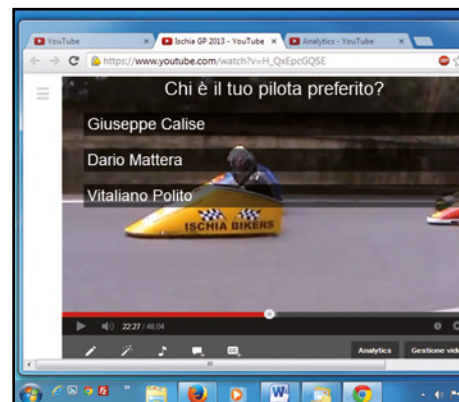 YouTube
Ischia GP 2013 - YouTube
Analytics - YouTube
https://www.youtube.com/watch?v=H_QxEpcGQSE
Chi è il tuo pilota preferito?
Giuseppe Calise
Dario Mattera
Vitaliano Polito
ISCHIA BIKERS
22:27 / 46:04
Analytics
Gestione vide